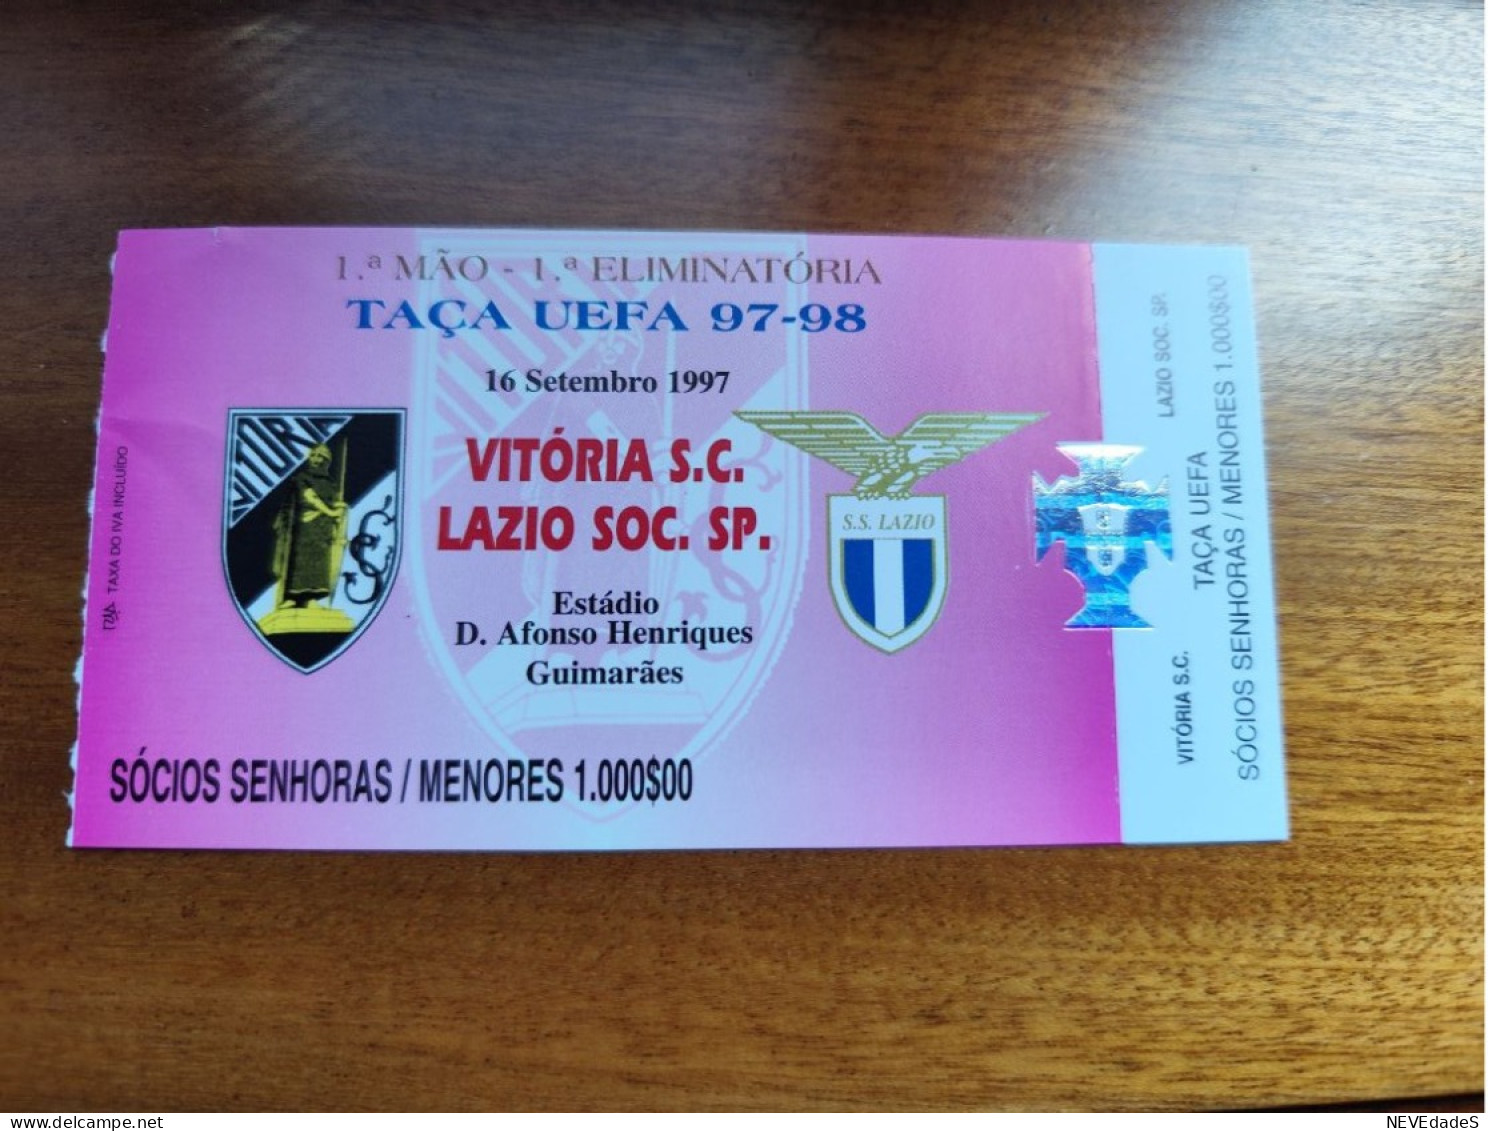 1.ª MÃO - 1.ª ELIMINATÓRIA
TAÇA UEFA 97-98
16 Setembro 1997
VITÓRIA
VITÓRIA S.C.
LAZIO SOC. SP.
S.S. LAZIO
Estádio
D. Afonso Henriques
Guimarães
SÓCIOS SENHORAS / MENORES 1.000$00
TAXA DO IVA INCLUÍDO
VITÓRIA S.C.
LAZIO SOC. SP.
TAÇA UEFA
SÓCIOS SENHORAS / MENORES 1.000$00
www.delcampe.net
NEVEdadeS